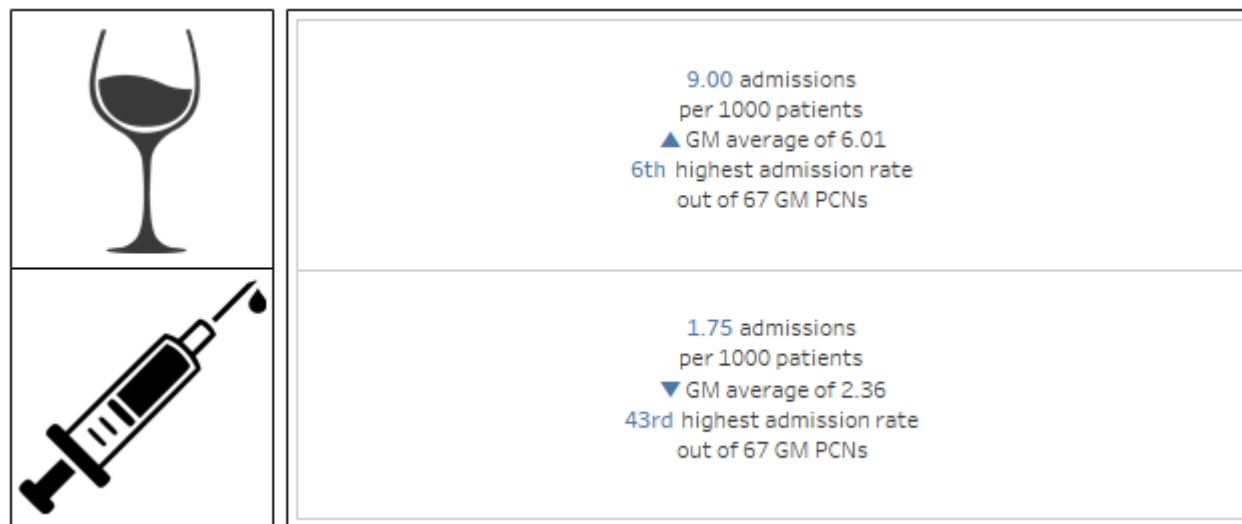 9.00 admissions
per 1000 patients
▲ GM average of 6.01
6th highest admission rate
out of 67 GM PCNs
1.75 admissions
per 1000 patients
▼ GM average of 2.36
43rd highest admission rate
out of 67 GM PCNs